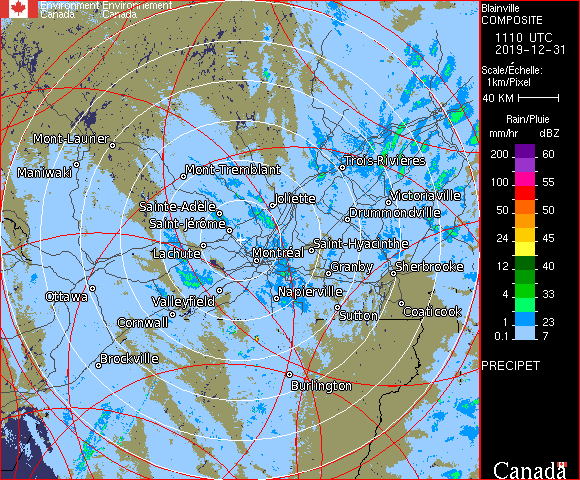 Environment Environnement
Canada Canada
Mont-Laurier
Maniwaki
Mont-Tremblant
Trois-Rivières
Sainte-Adèle
Joliette
Victoriaville
Saint-Jérôme
Drummondville
Lachute
Montréal
Saint-Hyacinthe
Granby
Sherbrooke
Ottawa
Valleyfield
Napierville
Cornwall
Sutton
Coaticook
Brockville
Burlington
Blainville
COMPOSITE
1110 UTC
2019-12-31
Scale/Échelle:
1km/Pixel
40 KM
Rain/Pluie
mm/hr dBZ
200 60
100 55
50 50
24 45
12 40
4 33
1 23
0.1 7
PRECIPET
Canada